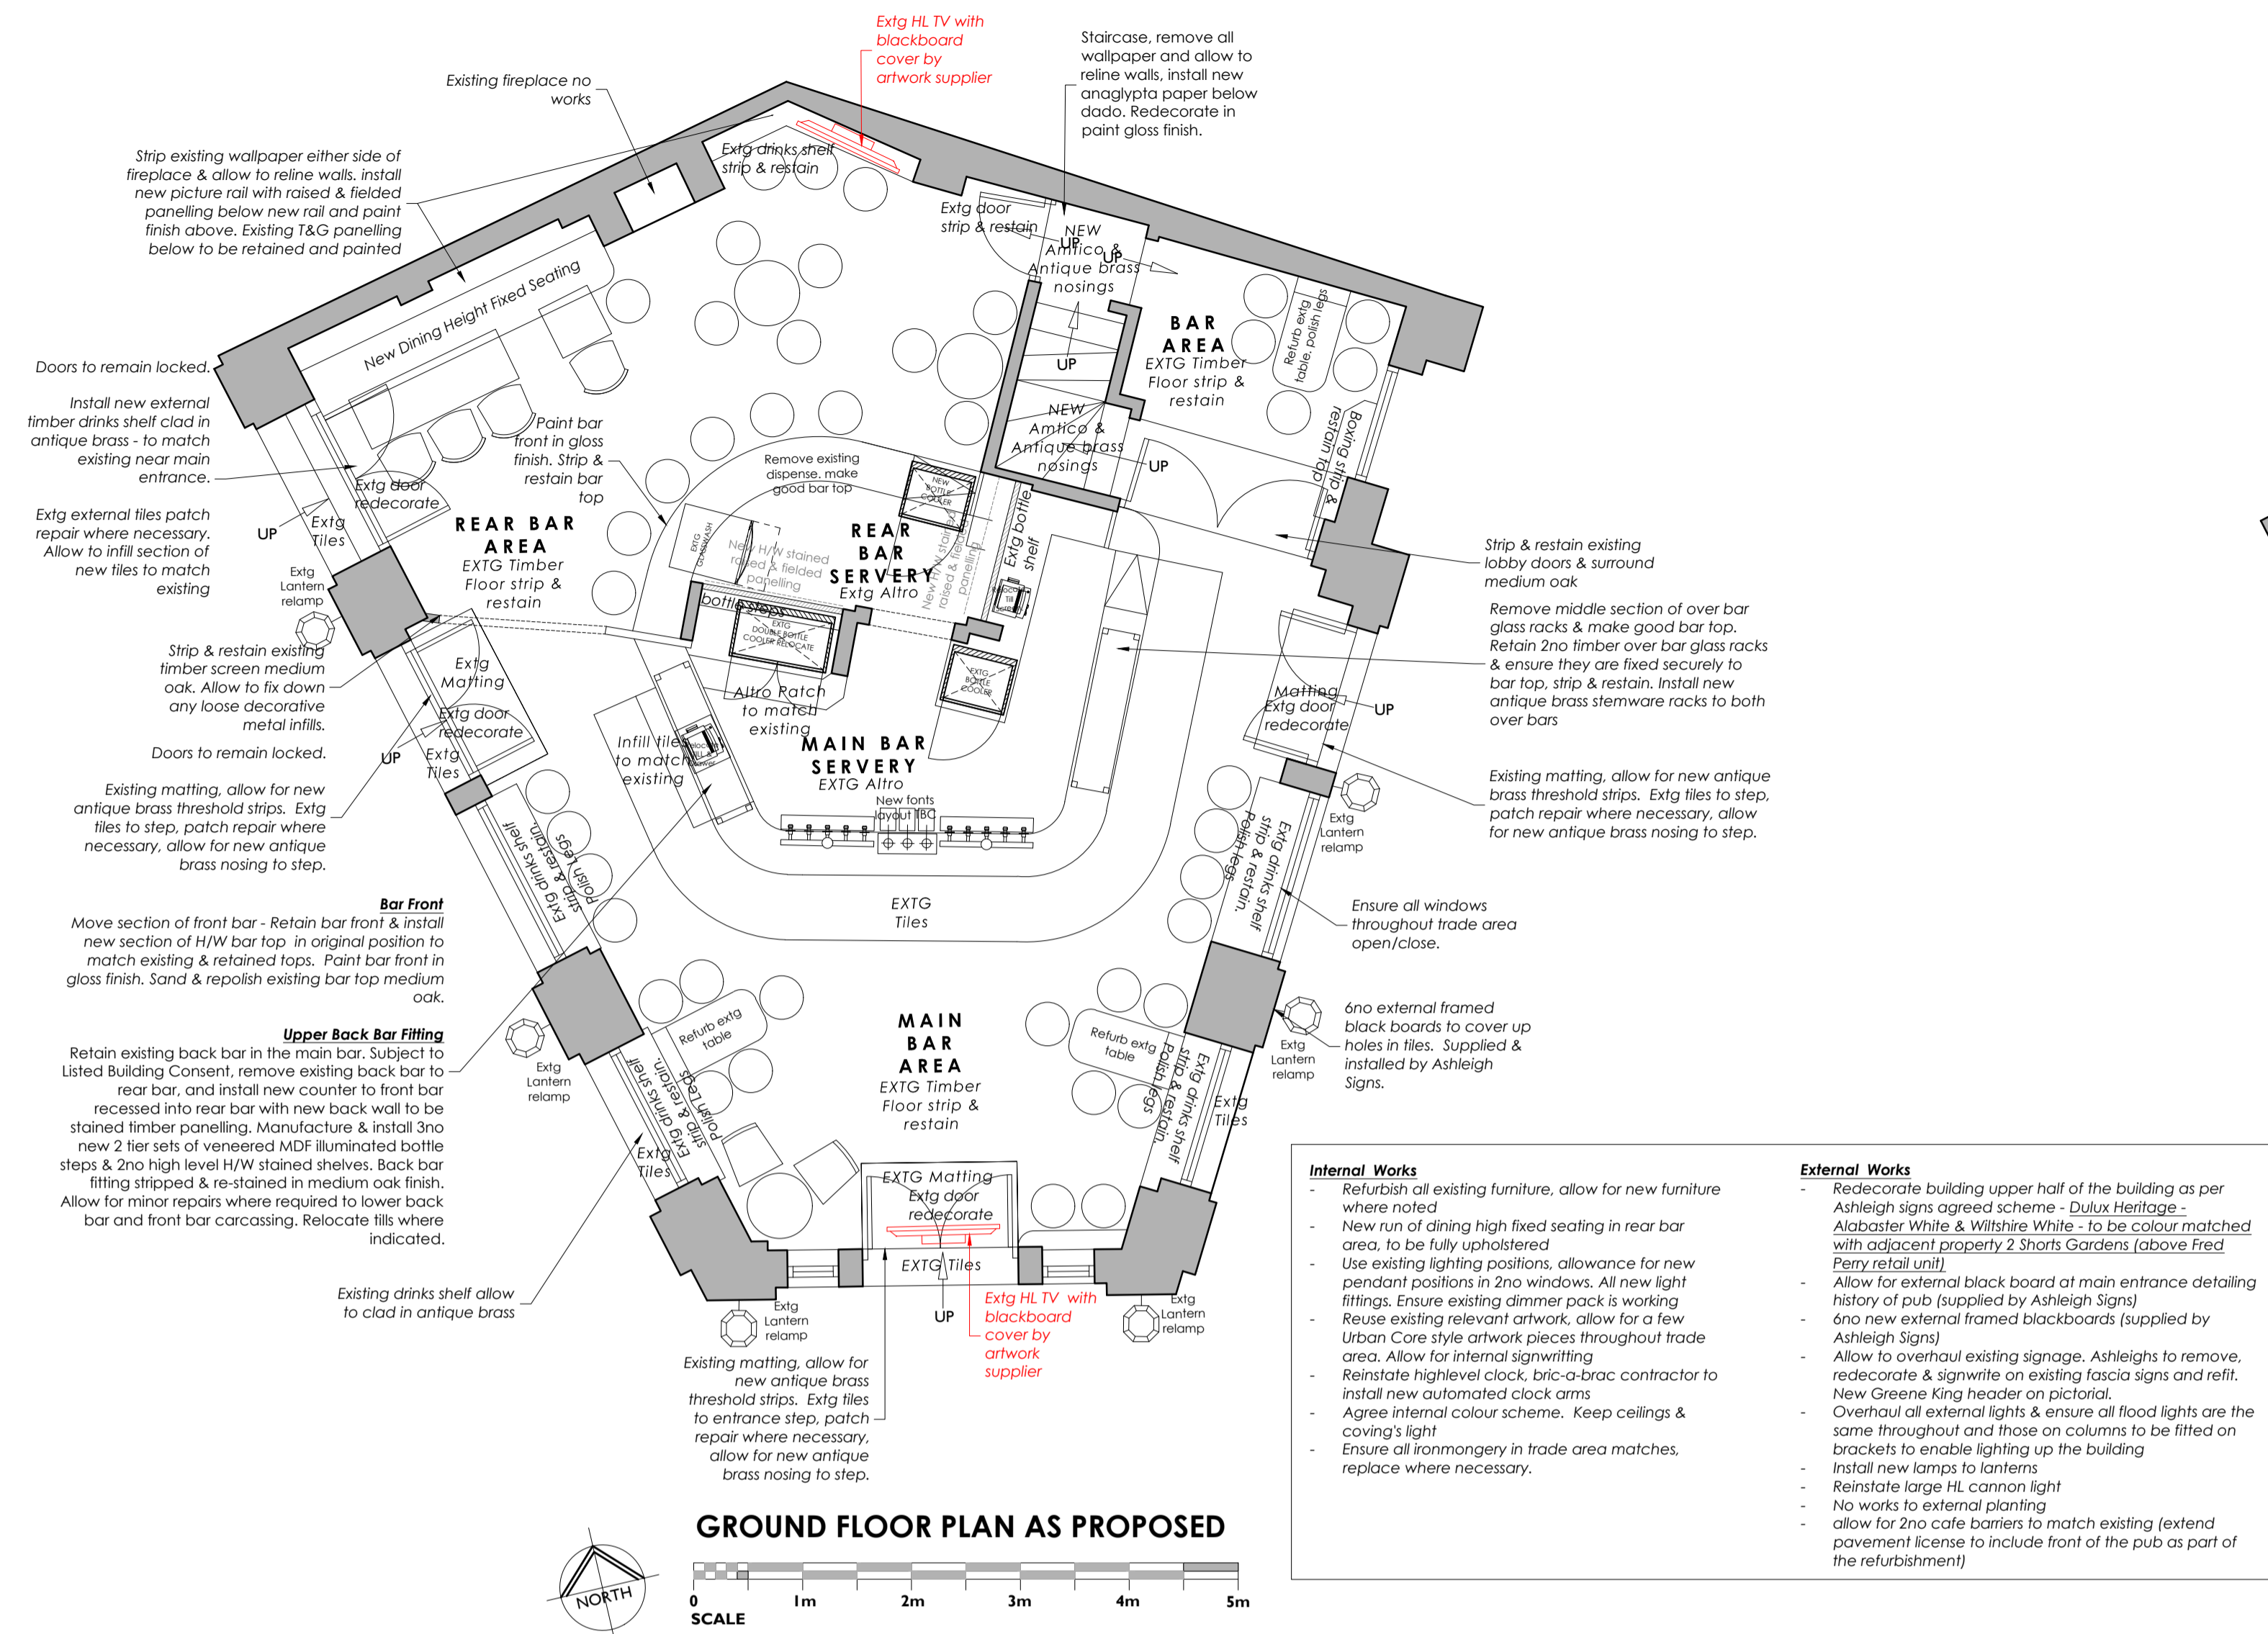 Extg HL TV with
blackboard
cover by
artwork supplier
Staircase, remove all
wallpaper and allow to
reline walls, install new
anaglypta paper below
dado. Redecorate in
paint gloss finish.
Existing fireplace no
works
Strip existing wallpaper either side of
fireplace & allow to reline walls. install
new picture rail with raised & fielded
panelling below new rail and paint
finish above. Existing T&G panelling
below to be retained and painted
Extg drinks shelf
strip & restain
Extg door
strip & restain
NEW
Amtico &
Antique brass
nosings
UP
UP
UP
New Dining Height Fixed Seating
BAR
AREA
EXTG Timber
Floor strip &
restain
Refurb extg
table. polish legs
Boxing strip &
restain top
NEW
Amtico &
Antique brass
nosings
UP
Doors to remain locked.
Install new external
timber drinks shelf clad in
antique brass - to match
existing near main
entrance.
Extg external tiles patch
repair where necessary.
Allow to infill section of
new tiles to match
existing
UP
Extg
Tiles
Extg door
redecorate
Extg
Lantern
relamp
Paint bar
front in gloss
finish. Strip &
restain bar
top
REAR BAR
AREA
EXTG Timber
Floor strip &
restain
Remove existing
dispense. make
good bar top
NEW
BOTTLE
COOLER
EXTG
GLASSWASH
New H/W stained
raised & fielded
panelling
REAR
BAR
SERVERY
Extg Altro
New H/W stained
raised & fielded
panelling
Extg bottle
shelf
bottle steps
EXTG
DOUBLE BOTTLE
COOLER RELOCATE
EXTG
BOTTLE
COOLER
Altro Patch
to match
existing
Infill tiles
to match
existing
MAIN BAR
SERVERY
EXTG Altro
New fonts
layout TBC
EXTG
Tiles
Strip & restain existing
timber screen medium
oak. Allow to fix down
any loose decorative
metal infills.
Doors to remain locked.
Extg
Matting
Extg door
redecorate
UP
Extg
Tiles
Existing matting, allow for new
antique brass threshold strips. Extg
tiles to step, patch repair where
necessary, allow for new antique
brass nosing to step.
Extg drinks shelf
strip & restain.
Polish Legs
Bar Front
Move section of front bar - Retain bar front & install
new section of H/W bar top in original position to
match existing & retained tops. Paint bar front in
gloss finish. Sand & repolish existing bar top medium
oak.
Upper Back Bar Fitting
Retain existing back bar in the main bar. Subject to
Listed Building Consent, remove existing back bar to
rear bar, and install new counter to front bar
recessed into rear bar with new back wall to be
stained timber panelling. Manufacture & install 3no
new 2 tier sets of veneered MDF illuminated bottle
steps & 2no high level H/W stained shelves. Back bar
fitting stripped & re-stained in medium oak finish.
Allow for minor repairs where required to lower back
bar and front bar carcassing. Relocate tills where
indicated.
Existing drinks shelf allow
to clad in antique brass
Strip & restain existing
lobby doors & surround
medium oak
Remove middle section of over bar
glass racks & make good bar top.
Retain 2no timber over bar glass racks
& ensure they are fixed securely to
bar top, strip & restain. Install new
antique brass stemware racks to both
over bars
Matting
Extg door
redecorate
UP
Existing matting, allow for new antique
brass threshold strips. Extg tiles to step,
patch repair where necessary, allow
for new antique brass nosing to step.
Extg
Lantern
relamp
Extg drinks shelf
strip & restain.
Polish legs
Ensure all windows
throughout trade area
open/close.
6no external framed
black boards to cover up
holes in tiles. Supplied &
installed by Ashleigh
Signs.
Extg
Lantern
relamp
Extg
Lantern
relamp
Refurb extg
table
Extg drinks shelf
strip & restain.
Polish Legs
Extg
Tiles
MAIN
BAR
AREA
EXTG Timber
Floor strip &
restain
Refurb extg
table
Extg drinks shelf
strip & restain.
Polish legs
Extg
Tiles
EXTG Matting
Extg door
redecorate
EXTG Tiles
UP
Extg HL TV with
blackboard
cover by
artwork
supplier
Extg
Lantern
relamp
Extg
Lantern
relamp
Existing matting, allow for
new antique brass
threshold strips. Extg tiles
to entrance step, patch
repair where necessary,
allow for new antique
brass nosing to step.
Internal Works
- Refurbish all existing furniture, allow for new furniture
where noted
- New run of dining high fixed seating in rear bar
area, to be fully upholstered
- Use existing lighting positions, allowance for new
pendant positions in 2no windows. All new light
fittings. Ensure existing dimmer pack is working
- Reuse existing relevant artwork, allow for a few
Urban Core style artwork pieces throughout trade
area. Allow for internal signwritting
- Reinstate highlevel clock, bric-a-brac contractor to
install new automated clock arms
- Agree internal colour scheme. Keep ceilings &
coving's light
- Ensure all ironmongery in trade area matches,
replace where necessary.
External Works
- Redecorate building upper half of the building as per
Ashleigh signs agreed scheme - Dulux Heritage -
Alabaster White & Wiltshire White - to be colour matched
with adjacent property 2 Shorts Gardens (above Fred
Perry retail unit)
- Allow for external black board at main entrance detailing
history of pub (supplied by Ashleigh Signs)
- 6no new external framed blackboards (supplied by
Ashleigh Signs)
- Allow to overhaul existing signage. Ashleighs to remove,
redecorate & signwrite on existing fascia signs and refit.
New Greene King header on pictorial.
- Overhaul all external lights & ensure all flood lights are the
same throughout and those on columns to be fitted on
brackets to enable lighting up the building
- Install new lamps to lanterns
- Reinstate large HL cannon light
- No works to external planting
- allow for 2no cafe barriers to match existing (extend
pavement license to include front of the pub as part of
the refurbishment)
GROUND FLOOR PLAN AS PROPOSED
NORTH
0 1m 2m 3m 4m 5m
SCALE